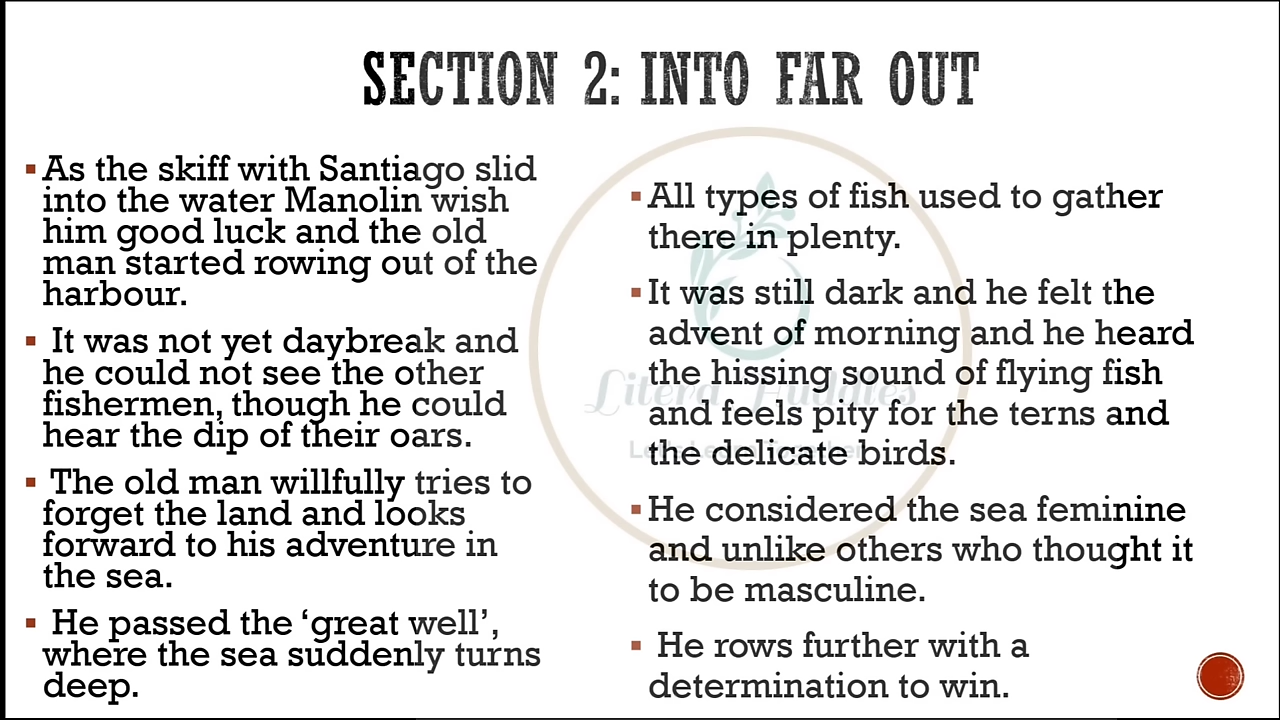 SECTION 2: INTO FAR OUT
▪As the skiff with Santiago slid
into the water Manolin wish
him good luck and the old
man started rowing out of the
harbour.
▪ It was not yet daybreak and
he could not see the other
fishermen, though he could
hear the dip of their oars.
▪ The old man willfully tries to
forget the land and looks
forward to his adventure in
the sea.
▪ He passed the ‘great well’,
where the sea suddenly turns
deep.
▪All types of fish used to gather
there in plenty.
▪It was still dark and he felt the
advent of morning and he heard
the hissing sound of flying fish
and feels pity for the terns and
the delicate birds.
▪He considered the sea feminine
and unlike others who thought it
to be masculine.
▪ He rows further with a
determination to win.